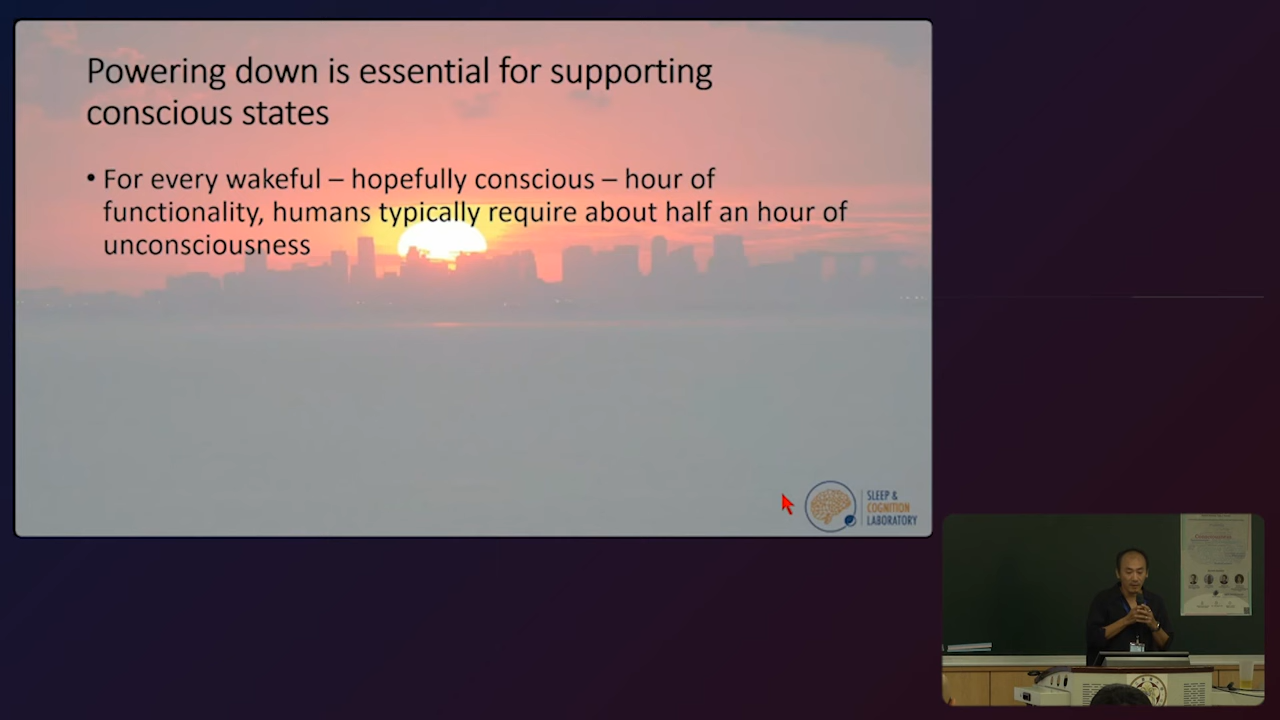 Powering down is essential for supporting
conscious states
• For every wakeful – hopefully conscious – hour of
functionality, humans typically require about half an hour of
unconsciousness
SLEEP &
COGNITION
LABORATORY